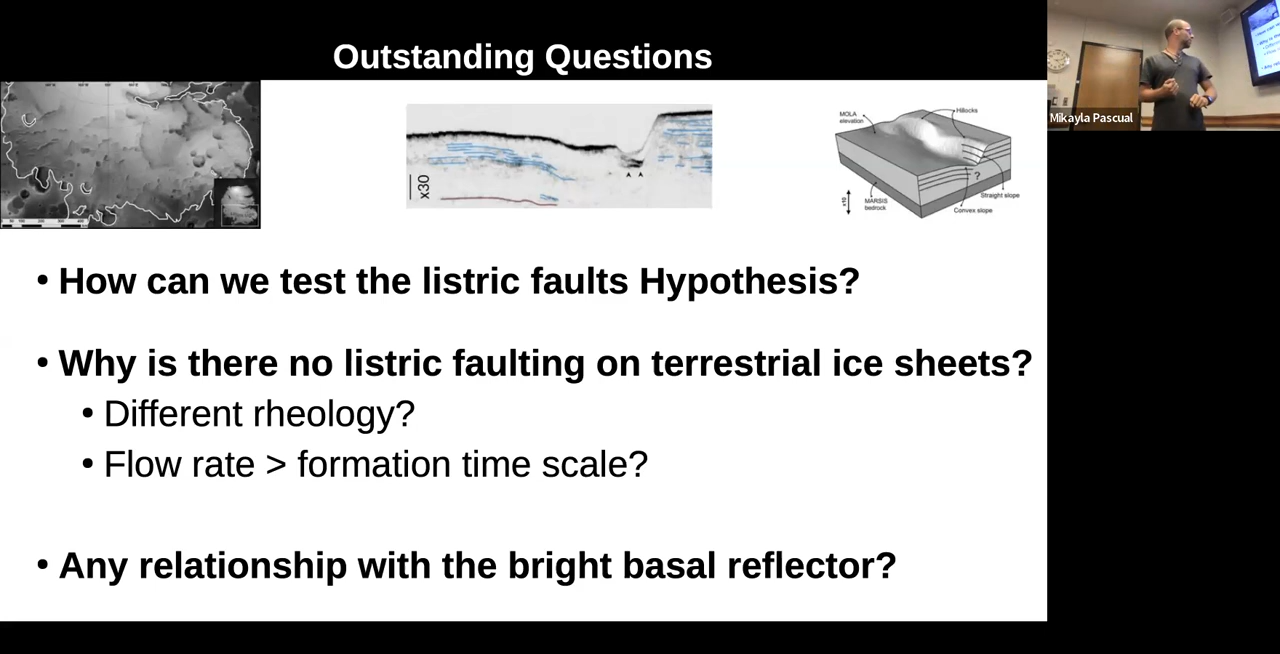 Outstanding Questions
Mikayla Pascual
x30
MOLA
elevation
Hillocks
?
Straight slope
Convex slope
MARSIS
bedrock
x10
• How can we test the listric faults Hypothesis?
• Why is there no listric faulting on terrestrial ice sheets?
• Different rheology?
• Flow rate > formation time scale?
• Any relationship with the bright basal reflector?